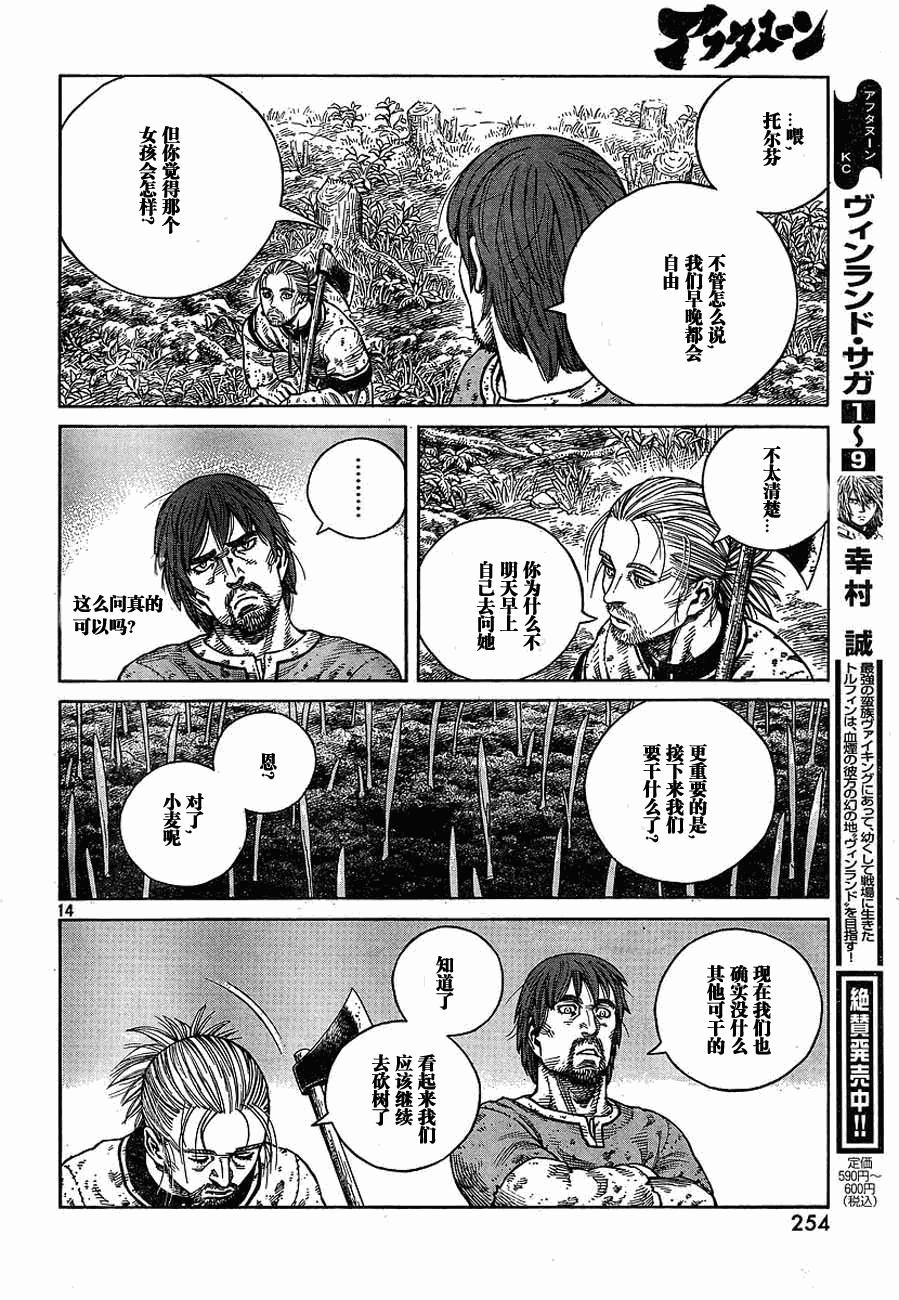 アフタヌーン
…喂,
托尔芬
不管怎么说,
我们早晚都会
自由
但你觉得那个
女孩会怎样?
不太清楚…
你为什么不
明天早上
自己去问她
………
这么问真的
可以吗?
更重要的是,
接下来我们
要干什么了?
恩?
对了,
小麦呢
14
现在我们也
确实没什么
其他可干的
知道了
看起来我们
应该继续
去砍树了
254
アフタヌーン
KC
ヴィンランド・サガ
1〜9
幸村 誠
最強の蛮族ヴァイキングにあって、幼くして戦場に生きた
トルフィンは、血煙の彼方の幻の地“ヴィンランド”を目指す!
絶賛発売中!!
定価
590円〜
600円
(税込)